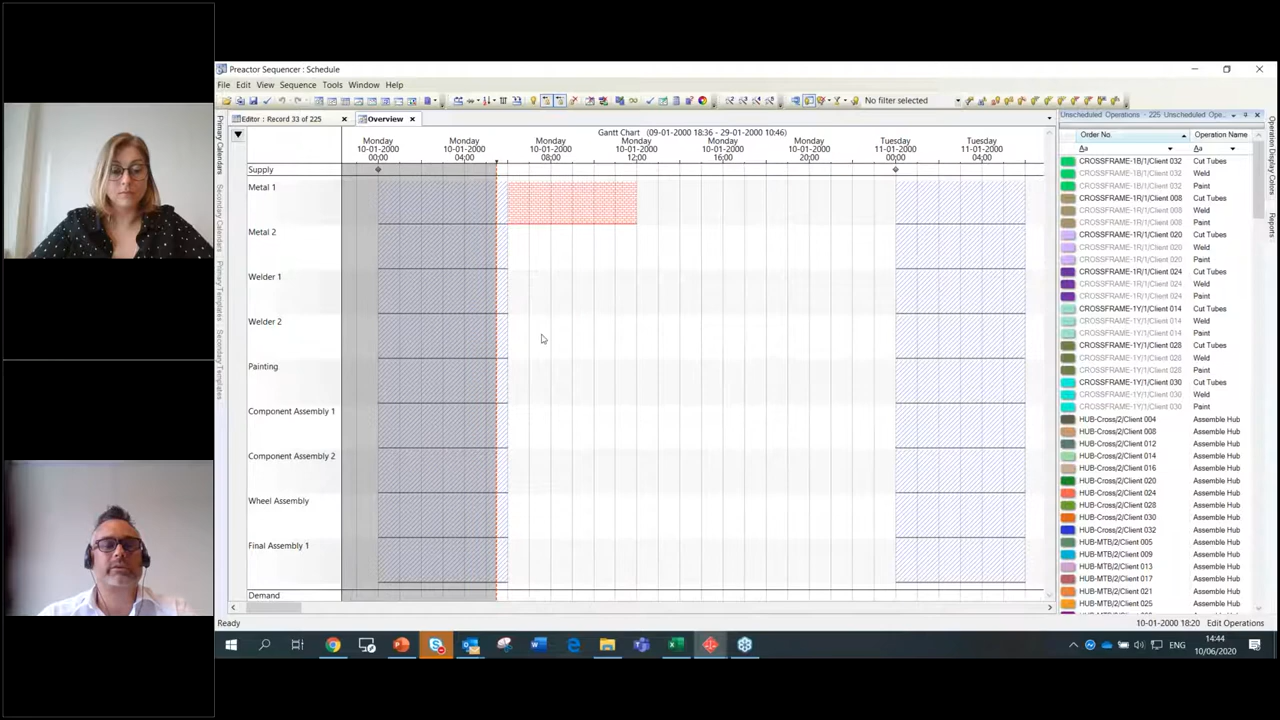 Preactor Sequencer : Schedule
File Edit View Sequence Tools Window Help
No filter selected
Editor : Record 33 of 225
Overview
Primary Calendars
Secondary Calendars
Primary Templates
Secondary Templates
Gantt Chart (09-01-2000 18:36 - 29-01-2000 10:46)
Monday Monday Monday Monday Monday Monday Tuesday Tuesday
10-01-2000 10-01-2000 10-01-2000 10-01-2000 10-01-2000 10-01-2000 11-01-2000 11-01-2000
00:00 04:00 08:00 12:00 16:00 20:00 00:00 04:00
Supply
Metal 1
Metal 2
Welder 1
Welder 2
Painting
Component Assembly 1
Component Assembly 2
Wheel Assembly
Final Assembly 1
Demand
Unscheduled Operations - 225 Unscheduled Ope...
Order No. Operation Name
Aa Aa
CROSSFRAME-1B/1/Client 032 Cut Tubes
CROSSFRAME-1B/1/Client 032 Weld
CROSSFRAME-1B/1/Client 032 Paint
CROSSFRAME-1R/1/Client 008 Cut Tubes
CROSSFRAME-1R/1/Client 008 Weld
CROSSFRAME-1R/1/Client 008 Paint
CROSSFRAME-1R/1/Client 020 Cut Tubes
CROSSFRAME-1R/1/Client 020 Weld
CROSSFRAME-1R/1/Client 020 Paint
CROSSFRAME-1R/1/Client 024 Cut Tubes
CROSSFRAME-1R/1/Client 024 Weld
CROSSFRAME-1R/1/Client 024 Paint
CROSSFRAME-1Y/1/Client 014 Cut Tubes
CROSSFRAME-1Y/1/Client 014 Weld
CROSSFRAME-1Y/1/Client 014 Paint
CROSSFRAME-1Y/1/Client 028 Cut Tubes
CROSSFRAME-1Y/1/Client 028 Weld
CROSSFRAME-1Y/1/Client 028 Paint
CROSSFRAME-1Y/1/Client 030 Cut Tubes
CROSSFRAME-1Y/1/Client 030 Weld
CROSSFRAME-1Y/1/Client 030 Paint
HUB-Cross/2/Client 004 Assemble Hub
HUB-Cross/2/Client 008 Assemble Hub
HUB-Cross/2/Client 012 Assemble Hub
HUB-Cross/2/Client 014 Assemble Hub
HUB-Cross/2/Client 016 Assemble Hub
HUB-Cross/2/Client 020 Assemble Hub
HUB-Cross/2/Client 024 Assemble Hub
HUB-Cross/2/Client 028 Assemble Hub
HUB-Cross/2/Client 030 Assemble Hub
HUB-Cross/2/Client 032 Assemble Hub
HUB-MTB/2/Client 005 Assemble Hub
HUB-MTB/2/Client 009 Assemble Hub
HUB-MTB/2/Client 013 Assemble Hub
HUB-MTB/2/Client 017 Assemble Hub
HUB-MTB/2/Client 021 Assemble Hub
HUB-MTB/2/Client 025 Assemble Hub
Operation Display Colors
Reports
Ready
10-01-2000 18:20 Edit Operations
ENG
14:44
10/06/2020